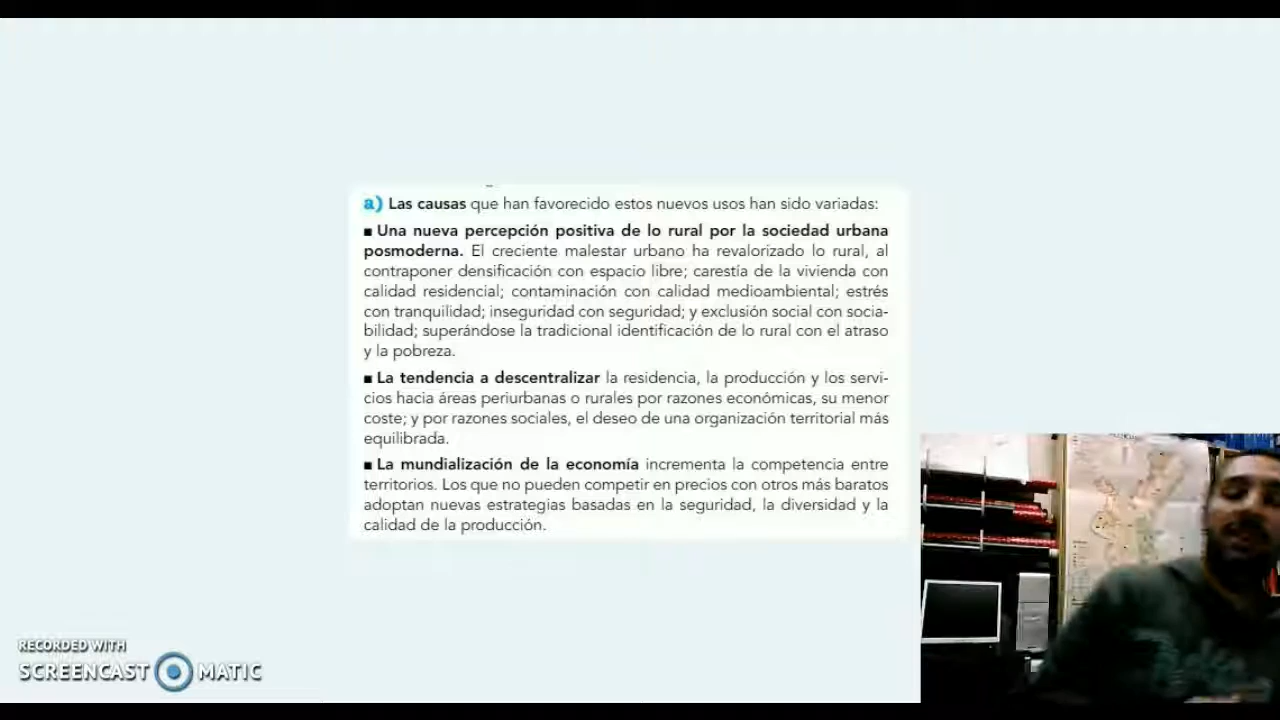 a) Las causas que han favorecido estos nuevos usos han sido variadas:
■ Una nueva percepción positiva de lo rural por la sociedad urbana
posmoderna. El creciente malestar urbano ha revalorizado lo rural, al
contraponer densificación con espacio libre; carestía de la vivienda con
calidad residencial; contaminación con calidad medioambiental; estrés
con tranquilidad; inseguridad con seguridad; y exclusión social con socia-
bilidad; superándose la tradicional identificación de lo rural con el atraso
y la pobreza.
■ La tendencia a descentralizar la residencia, la producción y los servi-
cios hacia áreas periurbanas o rurales por razones económicas, su menor
coste; y por razones sociales, el deseo de una organización territorial más
equilibrada.
■ La mundialización de la economía incrementa la competencia entre
territorios. Los que no pueden competir en precios con otros más baratos
adoptan nuevas estrategias basadas en la seguridad, la diversidad y la
calidad de la producción.
RECORDED WITH
SCREENCAST MATIC